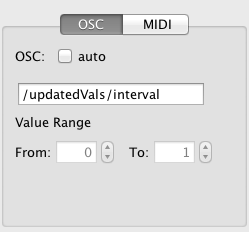 OSC MIDI
OSC: auto
/updatedVals/interval
Value Range
From: 0 To: 1